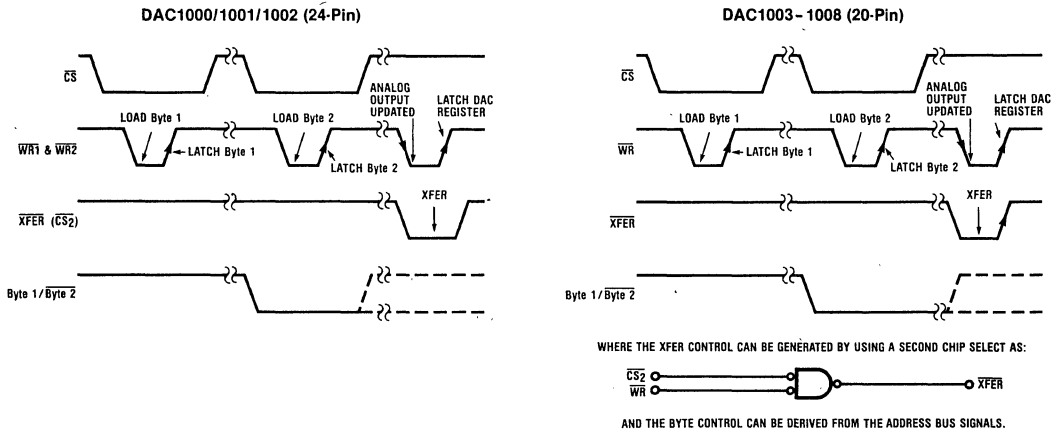 DAC1000/1001/1002 (24-Pin)
CS
LOAD Byte 1
LOAD Byte 2
ANALOG
OUTPUT
UPDATED
LATCH DAC
REGISTER
WR1 & WR2
LATCH Byte 1
LATCH Byte 2
XFER
XFER (CS2)
Byte 1/Byte 2
DAC1003–1008 (20-Pin)
CS
LOAD Byte 1
LOAD Byte 2
ANALOG
OUTPUT
UPDATED
LATCH DAC
REGISTER
WR
LATCH Byte 1
LATCH Byte 2
XFER
XFER
Byte 1/Byte 2
WHERE THE XFER CONTROL CAN BE GENERATED BY USING A SECOND CHIP SELECT AS:
CS2
WR
XFER
AND THE BYTE CONTROL CAN BE DERIVED FROM THE ADDRESS BUS SIGNALS.